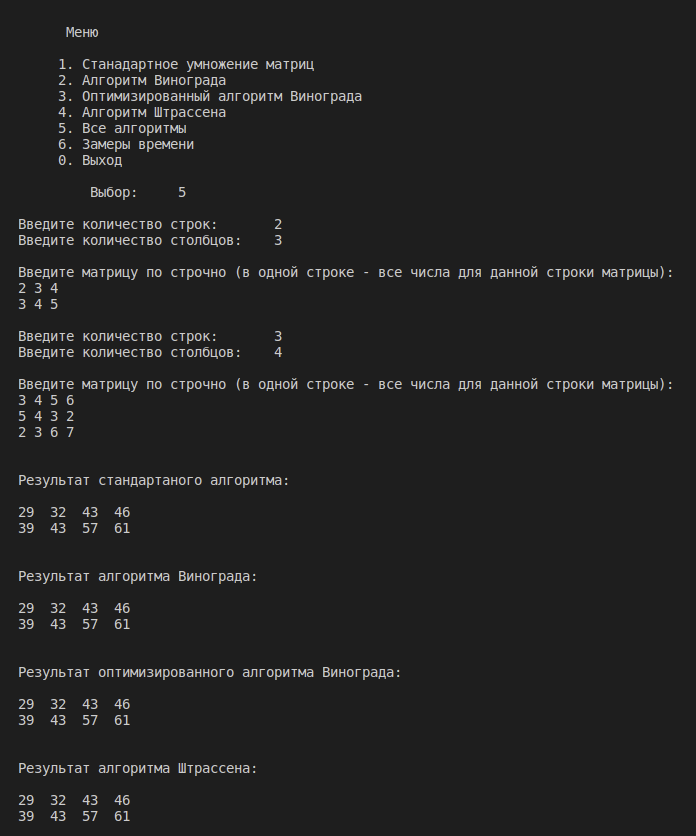 Меню
1. Станадартное умножение матриц
2. Алгоритм Винограда
3. Оптимизированный алгоритм Винограда
4. Алгоритм Штрассена
5. Все алгоритмы
6. Замеры времени
0. Выход
Выбор: 5
Введите количество строк: 2
Введите количество столбцов: 3
Введите матрицу по строчно (в одной строке - все числа для данной строки матрицы):
2 3 4
3 4 5
Введите количество строк: 3
Введите количество столбцов: 4
Введите матрицу по строчно (в одной строке - все числа для данной строки матрицы):
3 4 5 6
5 4 3 2
2 3 6 7
Результат стандартаного алгоритма:
29 32 43 46
39 43 57 61
Результат алгоритма Винограда:
29 32 43 46
39 43 57 61
Результат оптимизированного алгоритма Винограда:
29 32 43 46
39 43 57 61
Результат алгоритма Штрассена:
29 32 43 46
39 43 57 61